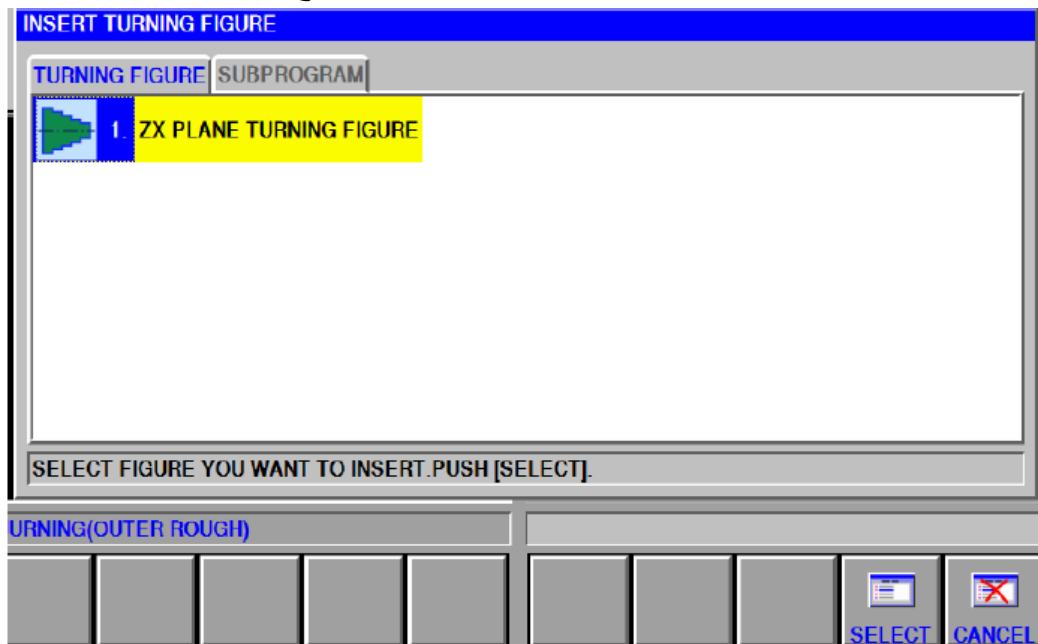 INSERT TURNING FIGURE
TURNING FIGURE SUBPROGRAM
1. ZX PLANE TURNING FIGURE
SELECT FIGURE YOU WANT TO INSERT.PUSH [SELECT].
URNING(OUTER ROUGH)
SELECT CANCEL